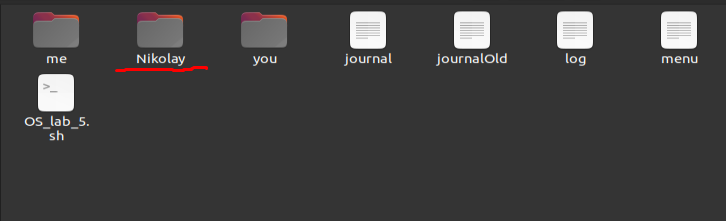 me
Nikolay
you
journal
journalOld
log
menu
>_
OS_lab_5.
sh